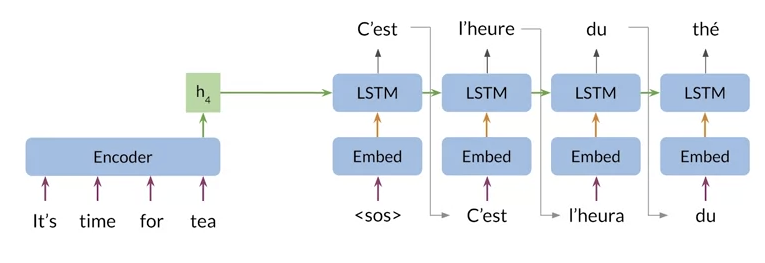 C'est l'heure du thé
h4
LSTM LSTM LSTM LSTM
Encoder
Embed Embed Embed Embed
It's time for tea
<sos> C'est l'heura du